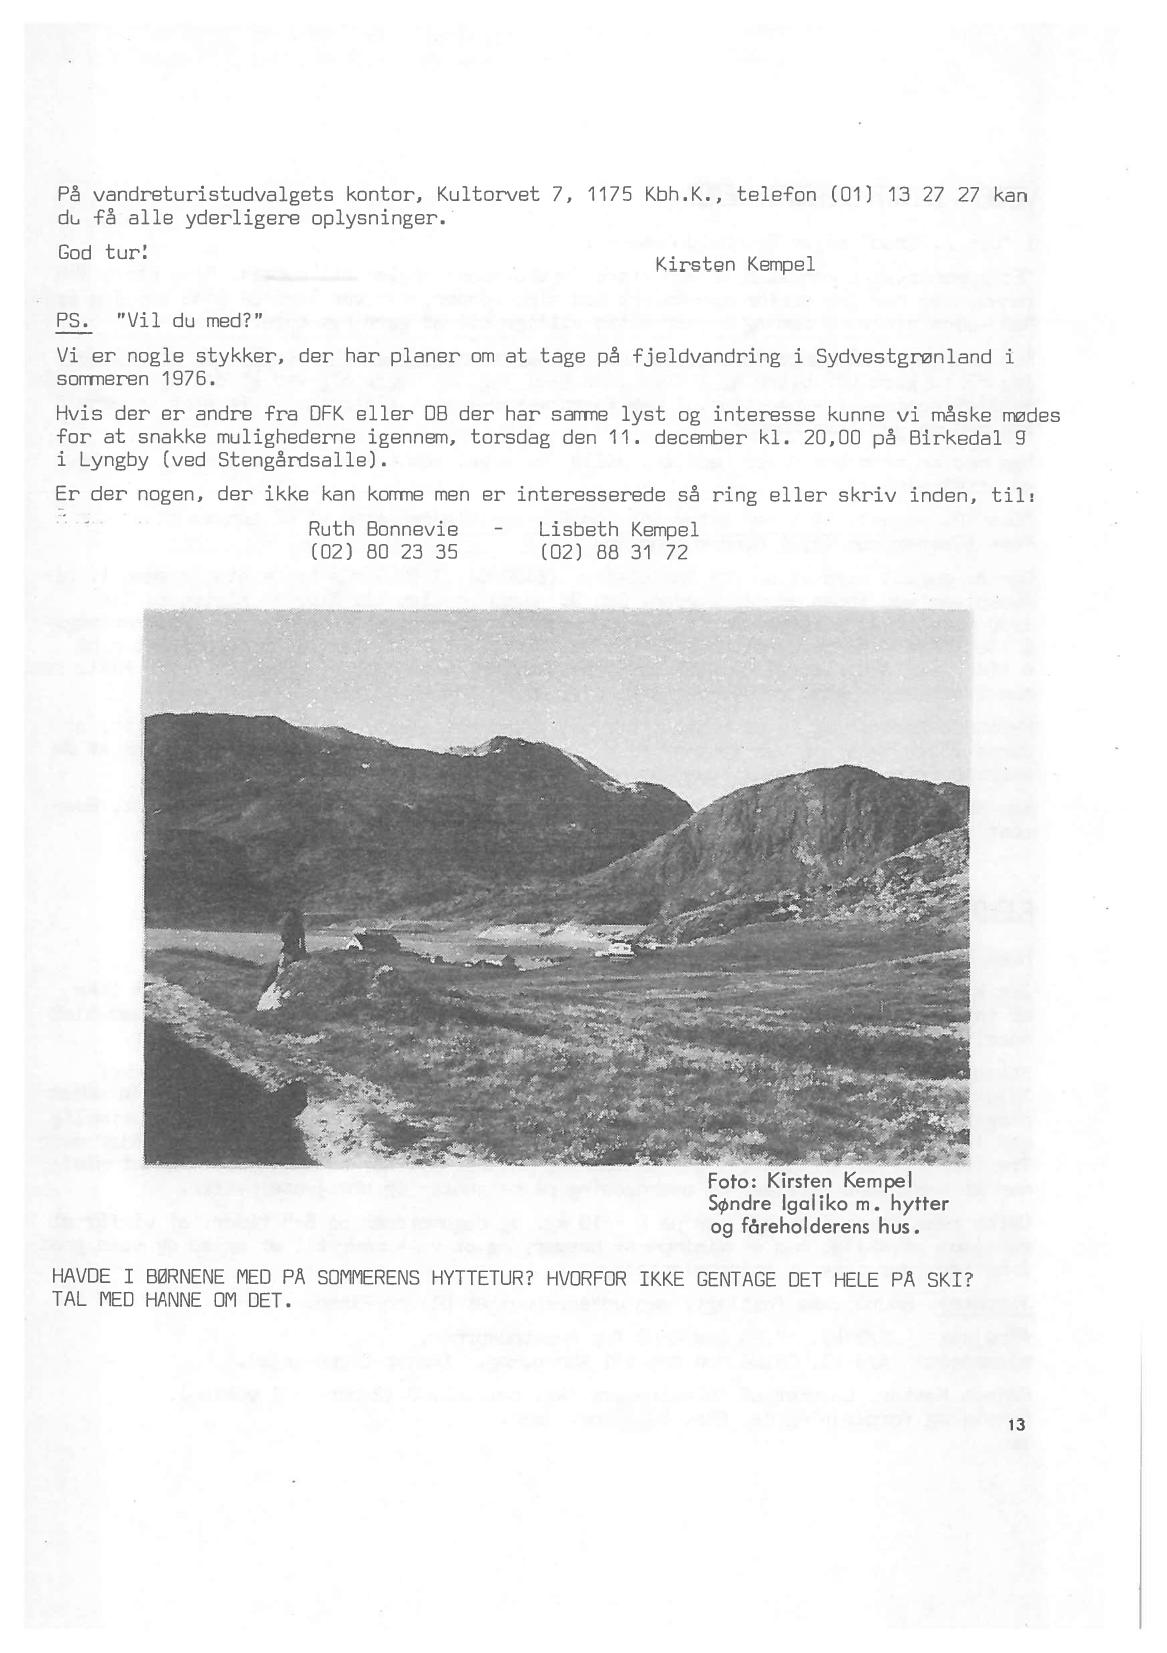 På vandreturistudvalgets kontor, Kultorvet 7, 1175 Kbh.K., telefon (01) 13 27 27 kan
du få alle yderligere oplysninger.
God tur!
Kirsten Kempel
PS. "Vil du med?"
Vi er nogle stykker, der har planer om at tage på fjeldvandring i Sydvestgrønland i
sommeren 1976.
Hvis der er andre fra DFK eller DB der har samme lyst og interesse kunne vi måske mødes
for at snakke mulighederne igennem, torsdag den 11. december kl. 20,00 på Birkedal 9
i Lyngby (ved Stengårdsalle).
Er der nogen, der ikke kan komme men er interesserede så ring eller skriv inden, til:
Ruth Bonnevie - Lisbeth Kempel
(02) 80 23 35 (02) 88 31 72
Foto: Kirsten Kempel
Søndre Igaliko m. hytter
og fåreholderens hus.
HAVDE I BØRNENE MED PÅ SOMMERENS HYTTETUR? HVORFOR IKKE GENTAGE DET HELE PÅ SKI?
TAL MED HANNE OM DET.
13